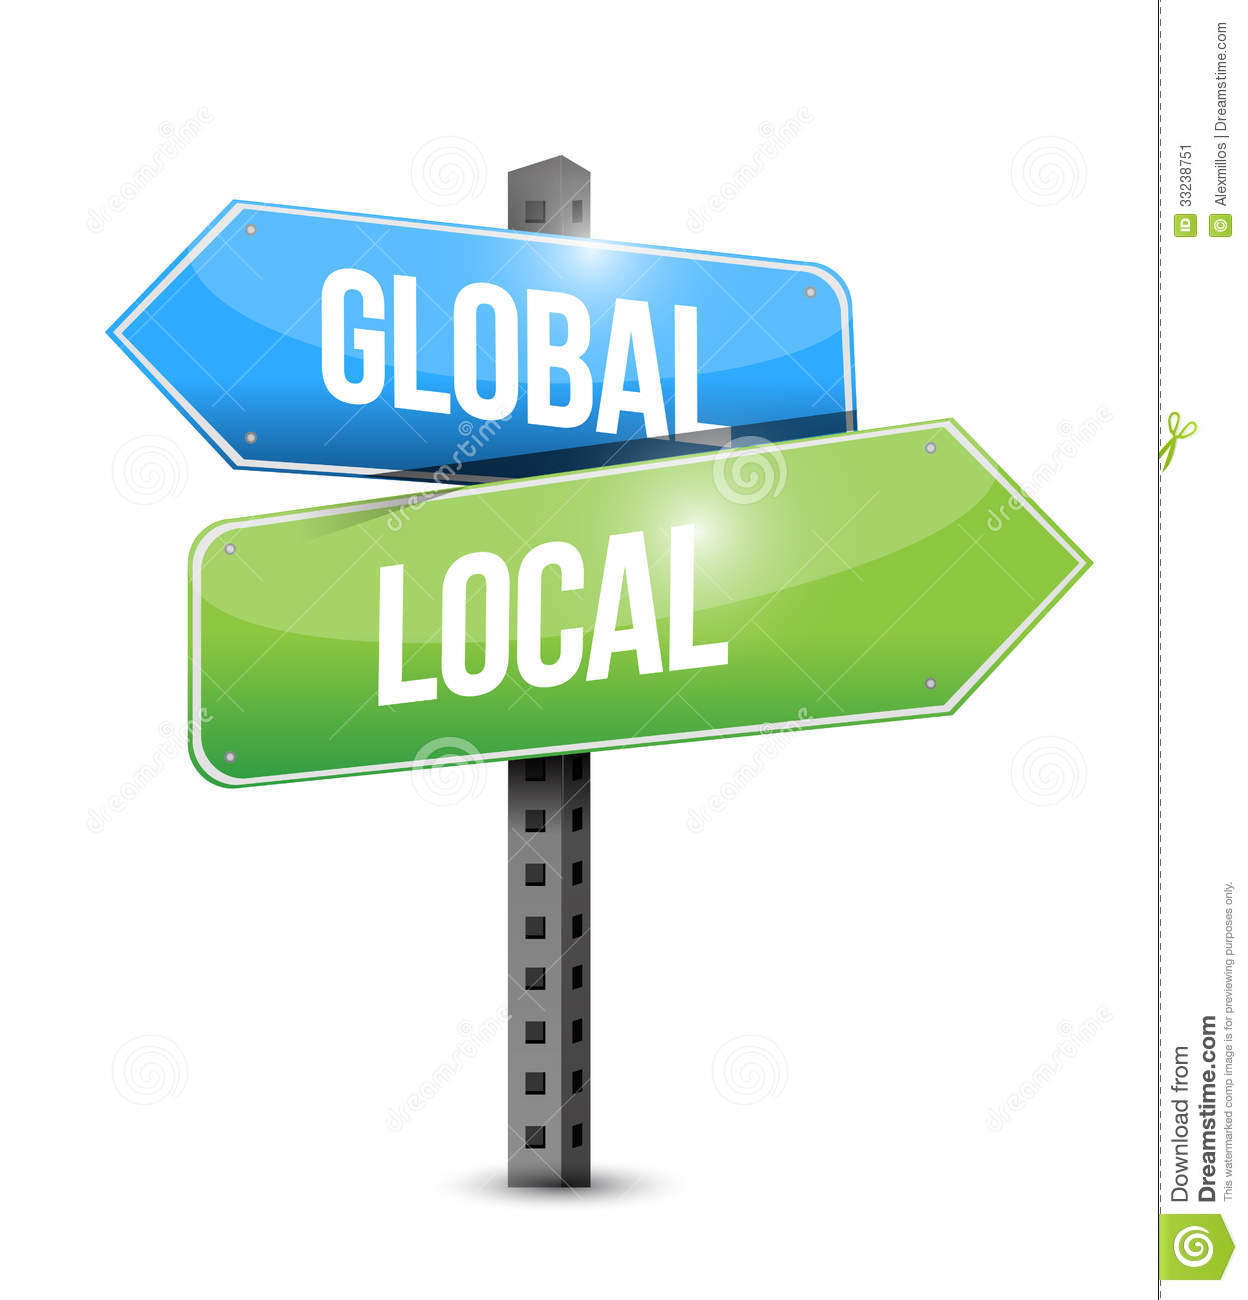 GLOBAL
LOCAL
dreamstime
ID 33238751
© Alexmillos | Dreamstime.com
Download from
Dreamstime.com
This watermarked comp image is for previewing purposes only.